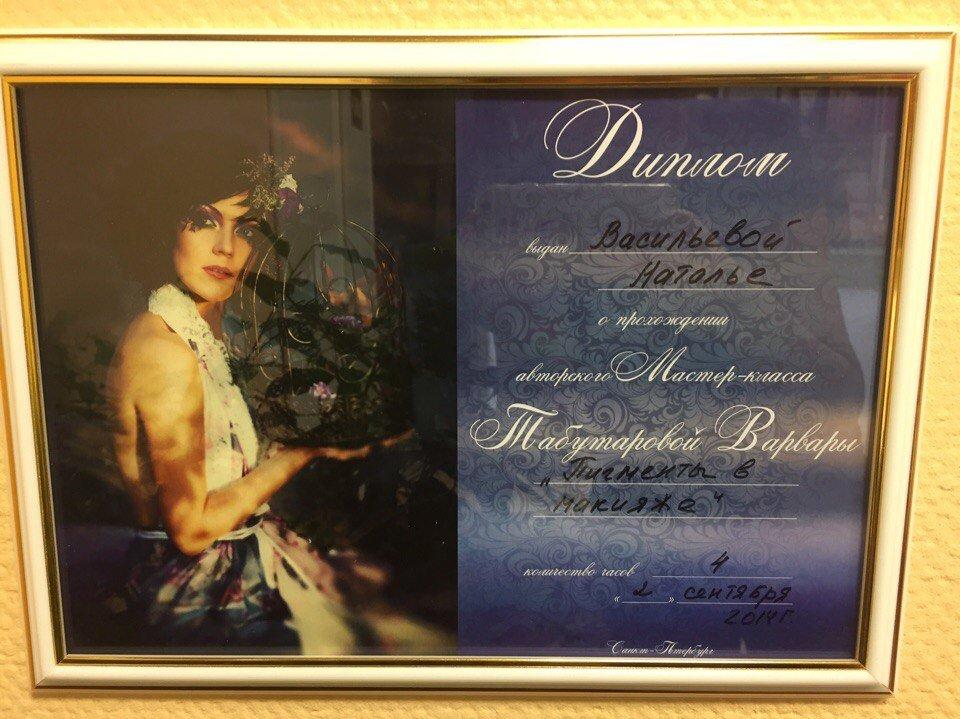 Диплом
выдан Васильевой
Наталье
о прохождении
авторского Мастер-класса
Табутаровой Варвары
"Пигменты в
макияже"
количество часов 4
«2» сентября
2014 г.
Санкт-Петербург